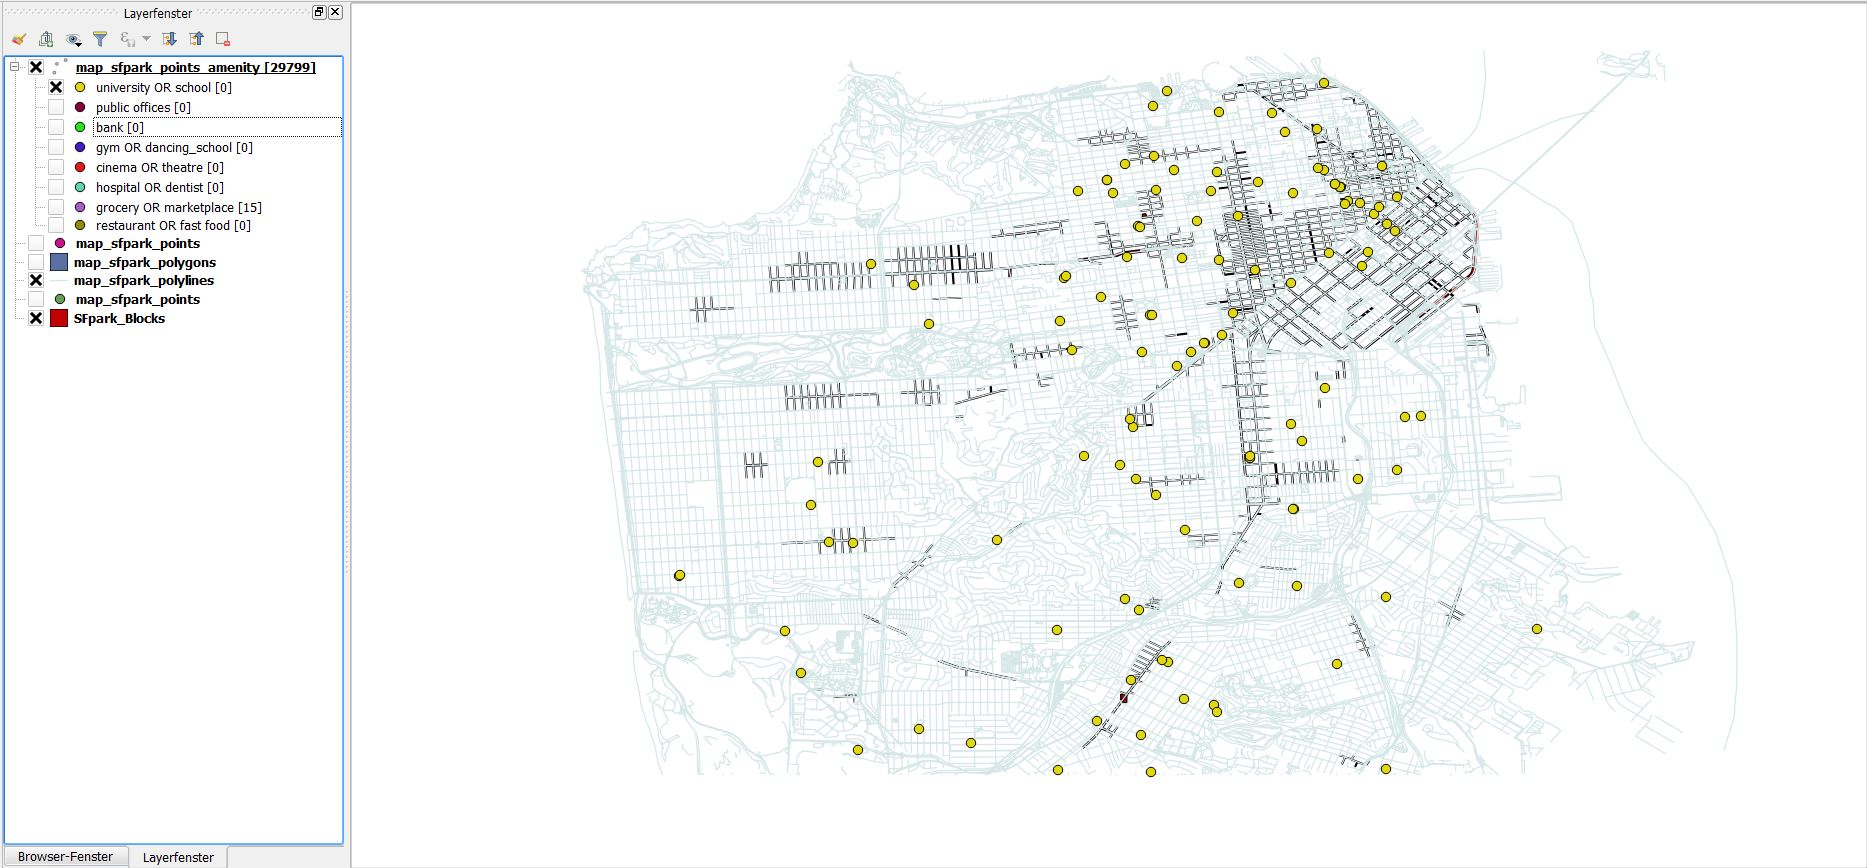 Layerfenster
map_sfpark_points_amenity [29799]
university OR school [0]
public offices [0]
bank [0]
gym OR dancing_school [0]
cinema OR theatre [0]
hospital OR dentist [0]
grocery OR marketplace [15]
restaurant OR fast food [0]
map_sfpark_points
map_sfpark_polygons
map_sfpark_polylines
map_sfpark_points
SFpark_Blocks
Browser-Fenster
Layerfenster